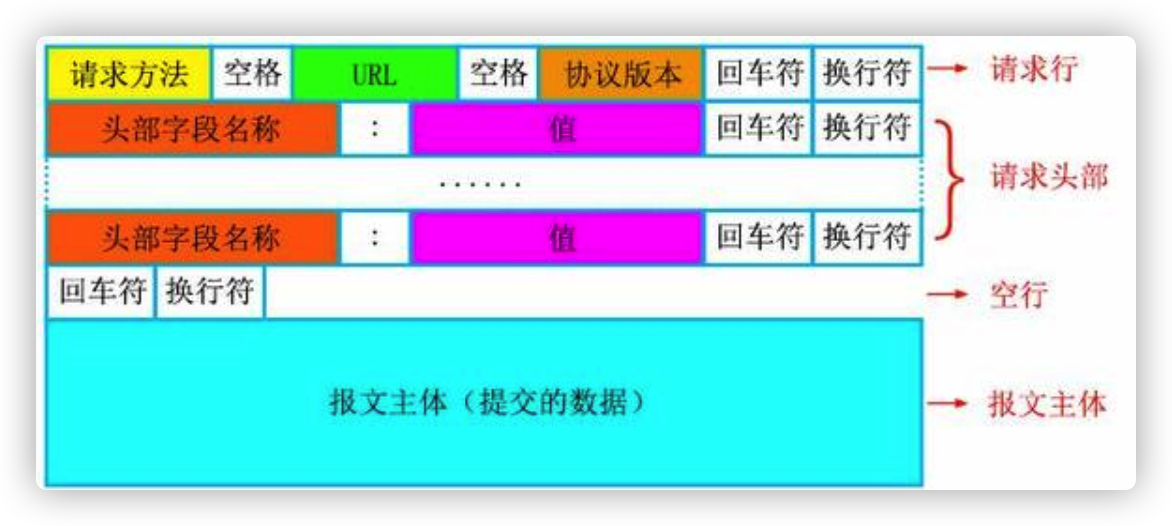 请求方法 空格 URL 空格 协议版本 回车符 换行符 请求行
头部字段名称 : 值 回车符 换行符
...... 请求头部
头部字段名称 : 值 回车符 换行符
回车符 换行符 空行
报文主体（提交的数据） 报文主体